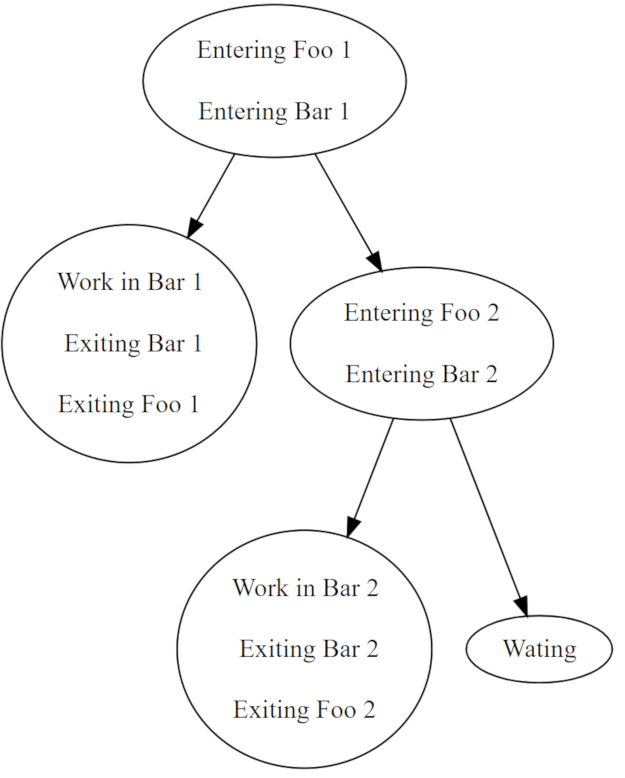 Entering Foo 1
Entering Bar 1
Work in Bar 1
Exiting Bar 1
Exiting Foo 1
Entering Foo 2
Entering Bar 2
Work in Bar 2
Exiting Bar 2
Exiting Foo 2
Wating